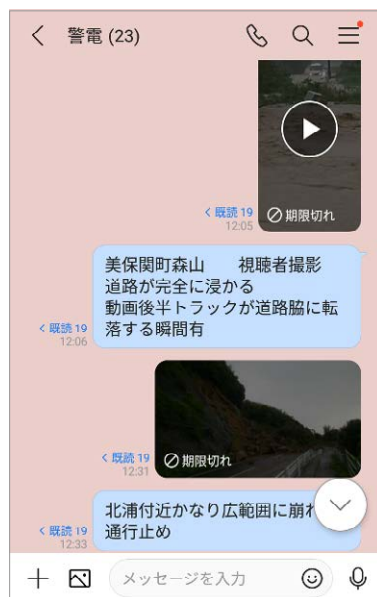 警電 (23)
既読 19
12:05
期限切れ
美保関町森山　　視聴者撮影
道路が完全に浸かる
動画後半トラックが道路脇に転
落する瞬間有
既読 19
12:06
既読 19
12:31
期限切れ
北浦付近かなり広範囲に崩れ
通行止め
既読 19
12:33
メッセージを入力